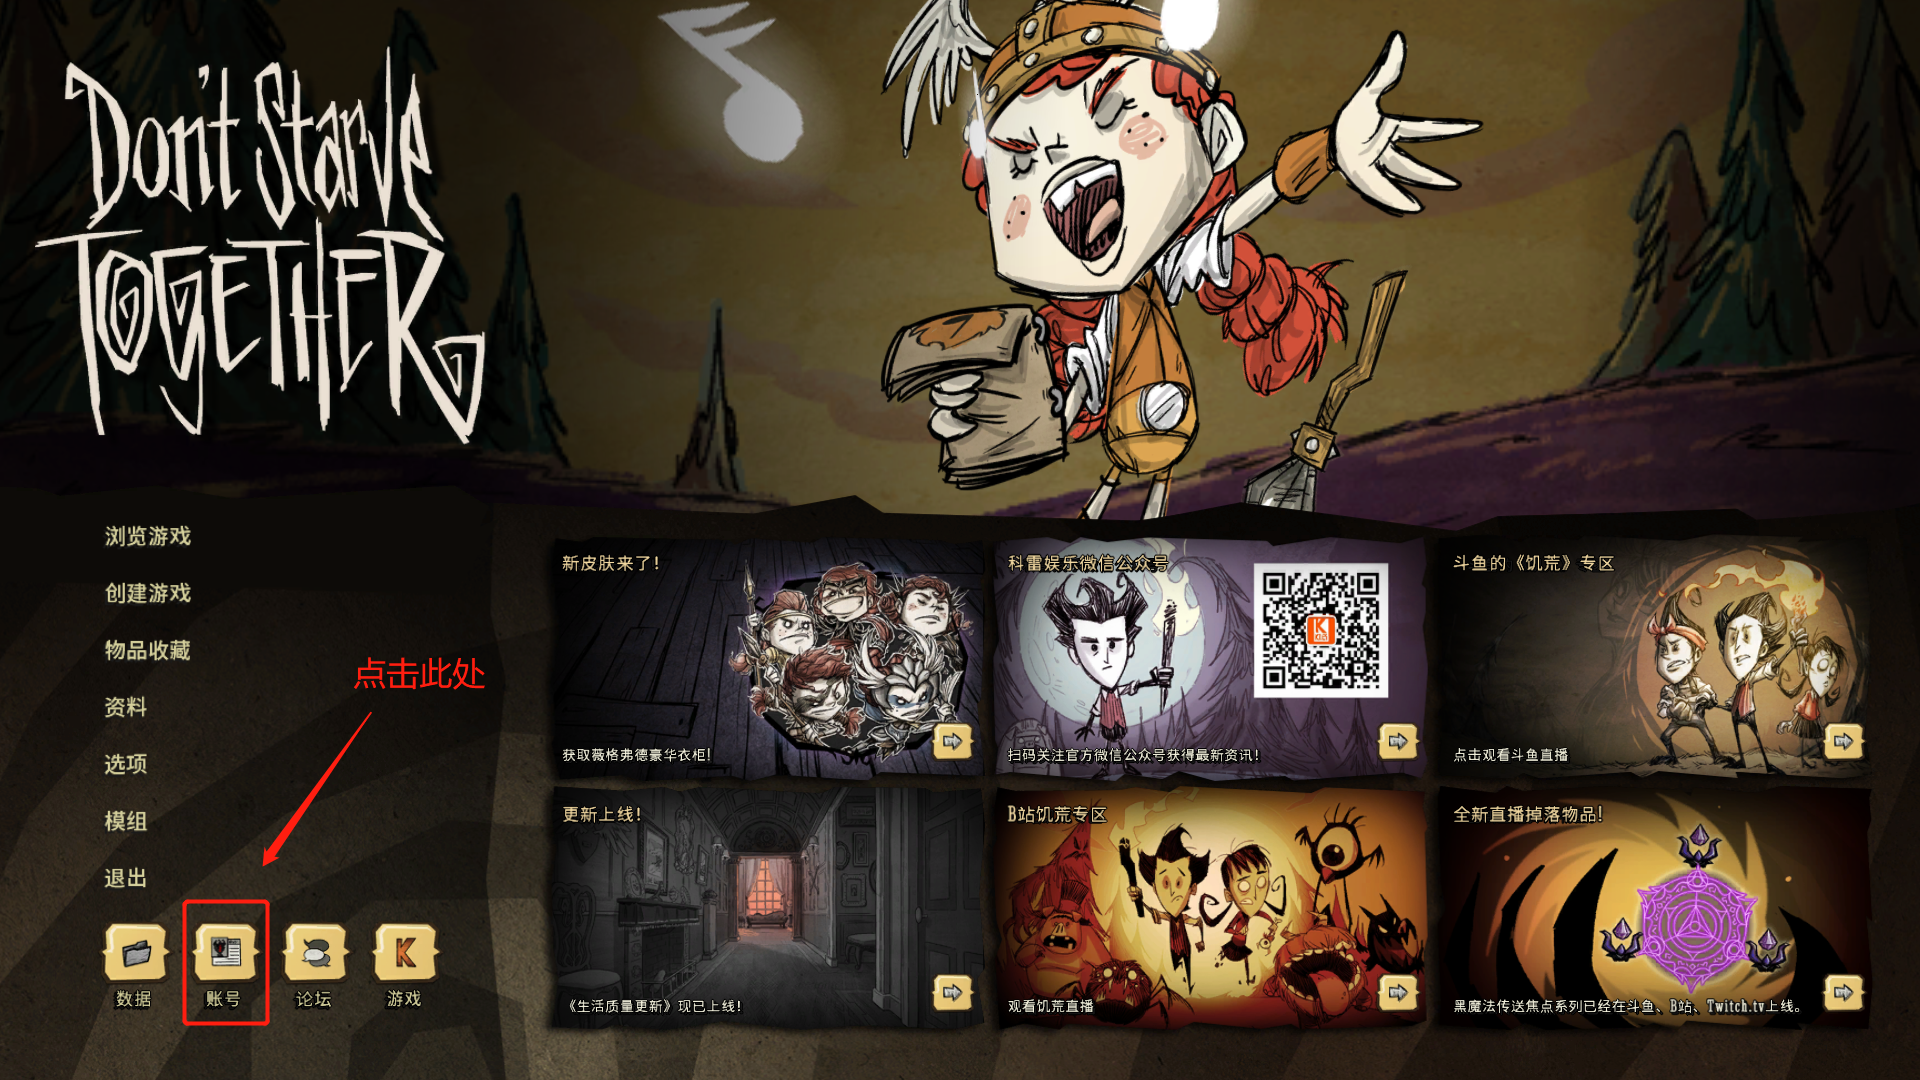 Don't Starve
TOGETHER
浏览游戏
创建游戏
物品收藏
资料
选项
模组
退出
点击此处
数据
账号
论坛
K
游戏
新皮肤来了!
获取薇格弗德豪华衣柜!
科雷娱乐微信公众号
K
扫码关注官方微信公众号获得最新资讯!
斗鱼的《饥荒》专区
点击观看斗鱼直播
更新上线!
《生活质量更新》现已上线!
B站饥荒专区
观看饥荒直播
全新直播掉落物品!
黑魔法传送焦点系列已经在斗鱼、B站、Twitch.tv上线。